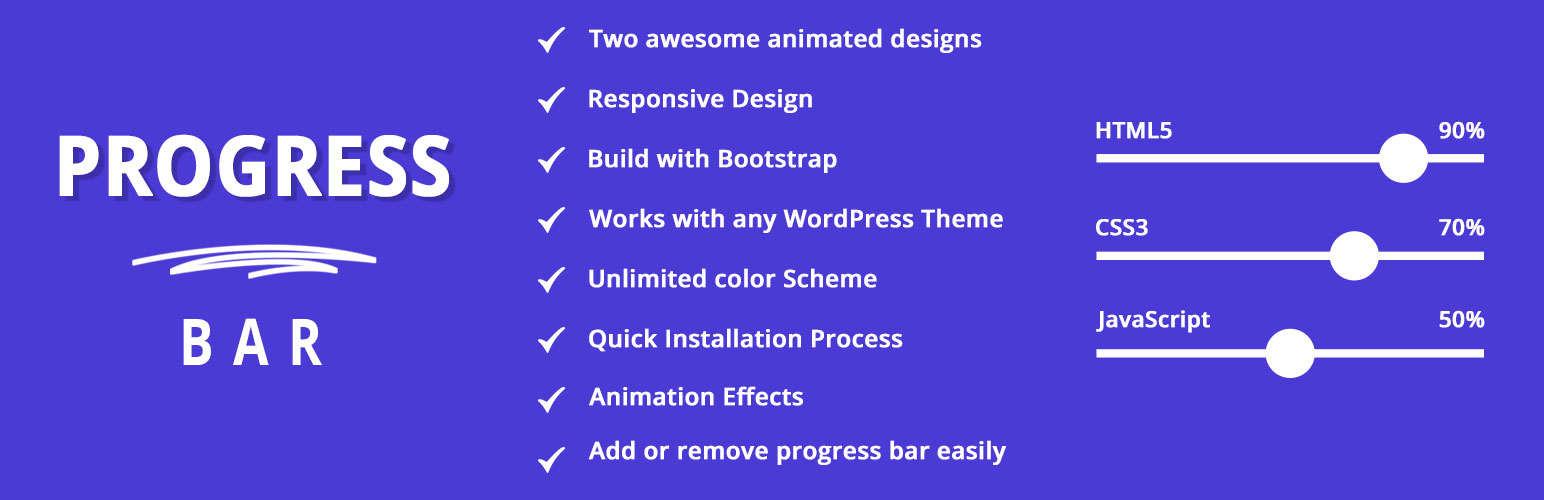 PROGRESS
BAR
Two awesome animated designs
Responsive Design
Build with Bootstrap
Works with any WordPress Theme
Unlimited color Scheme
Quick Installation Process
Animation Effects
Add or remove progress bar easily
HTML5 90%
CSS3 70%
JavaScript 50%